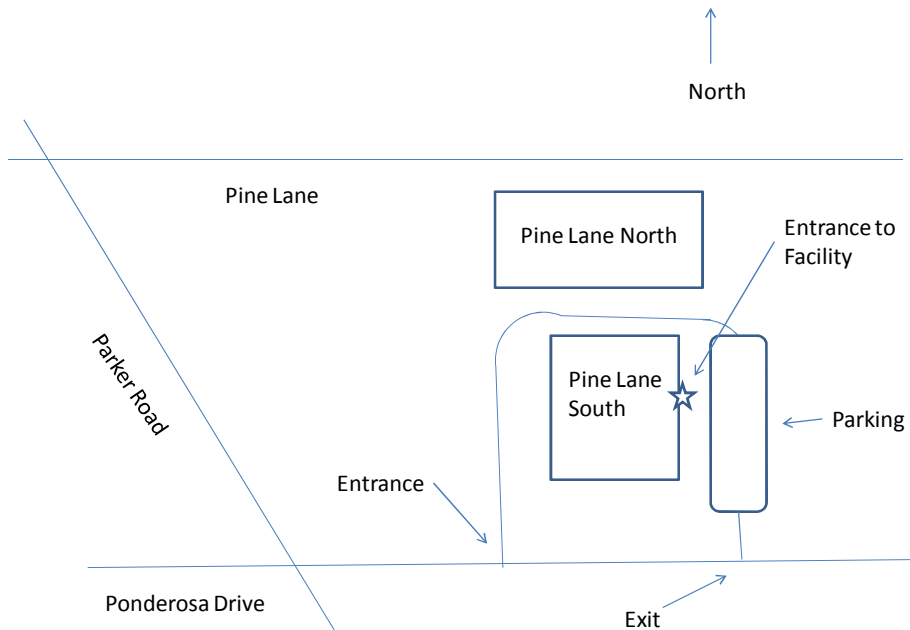 North
Pine Lane
Pine Lane North
Entrance to
Facility
Parker Road
Pine Lane
South
Parking
Entrance
Ponderosa Drive
Exit